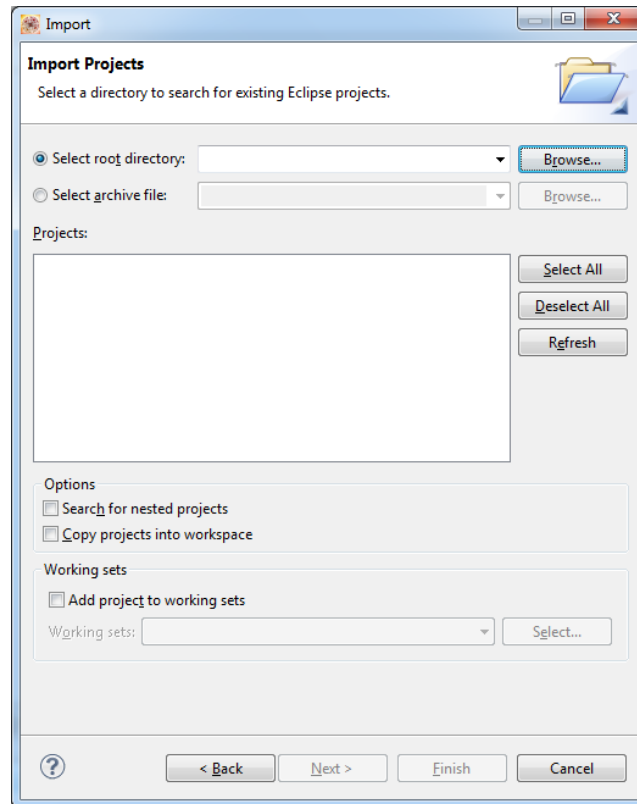 Import
Import Projects
Select a directory to search for existing Eclipse projects.
Select root directory:
Browse...
Select archive file:
Browse...
Projects:
Select All
Deselect All
Refresh
Options
Search for nested projects
Copy projects into workspace
Working sets
Add project to working sets
Working sets:
Select...
?
< Back
Next >
Finish
Cancel